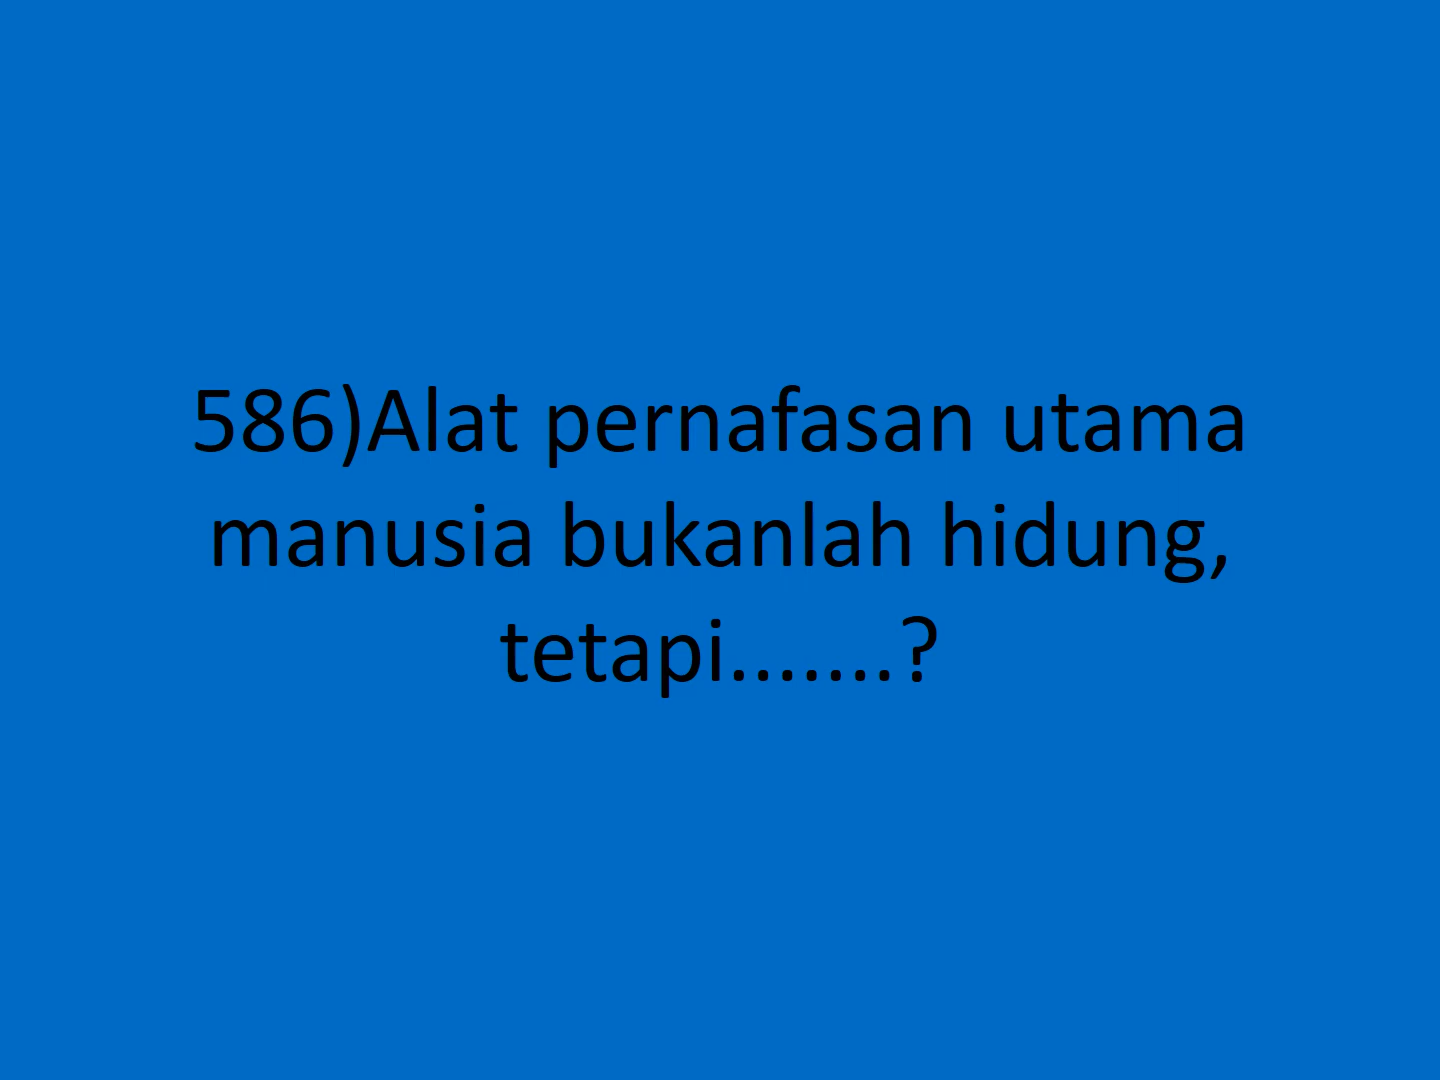 586)Alat pernafasan utama
manusia bukanlah hidung,
tetapi.......?